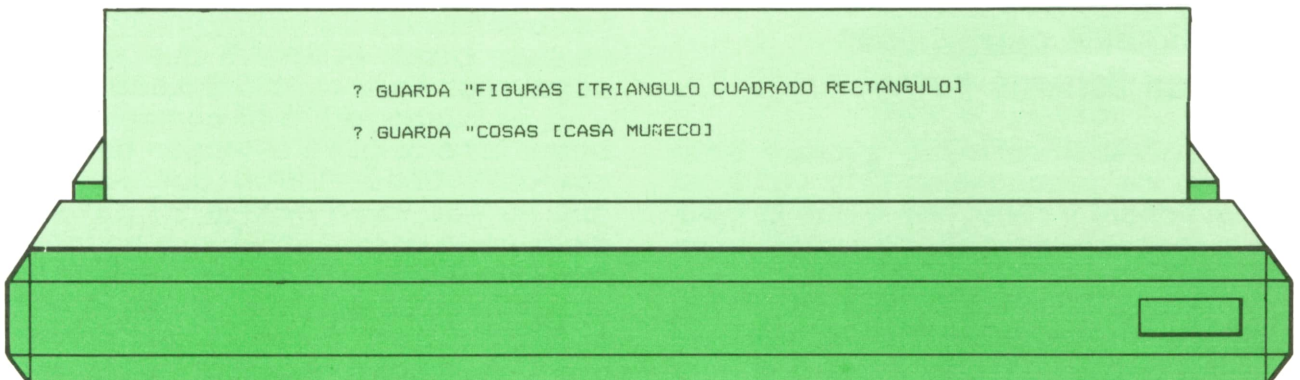 ? GUARDA "FIGURAS [TRIANGULO CUADRADO RECTANGULO]
? GUARDA "COSAS [CASA MUÑECO]